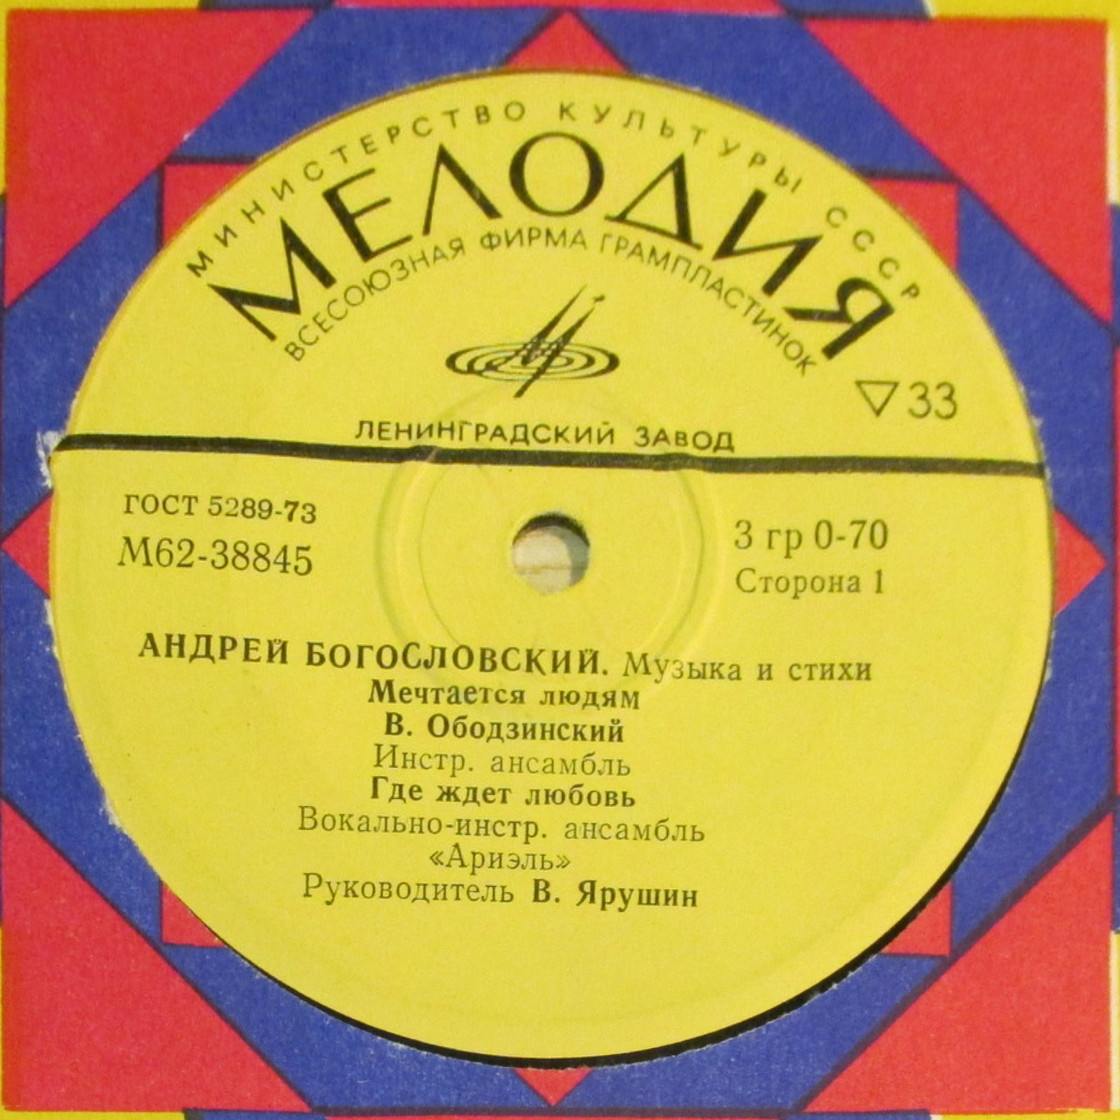 МИНИСТЕРСТВО КУЛЬТУРЫ СССР
МЕЛОДИЯ
ВСЕСОЮЗНАЯ ФИРМА ГРАМПЛАСТИНОК
▽33
ЛЕНИНГРАДСКИЙ ЗАВОД
ГОСТ 5289-73
М62-38845
3 гр 0-70
Сторона 1
АНДРЕЙ БОГОСЛОВСКИЙ. Музыка и стихи
Мечтается людям
В. Ободзинский
Инстр. ансамбль
Где ждет любовь
Вокально-инстр. ансамбль
«Ариэль»
Руководитель В. Ярушин